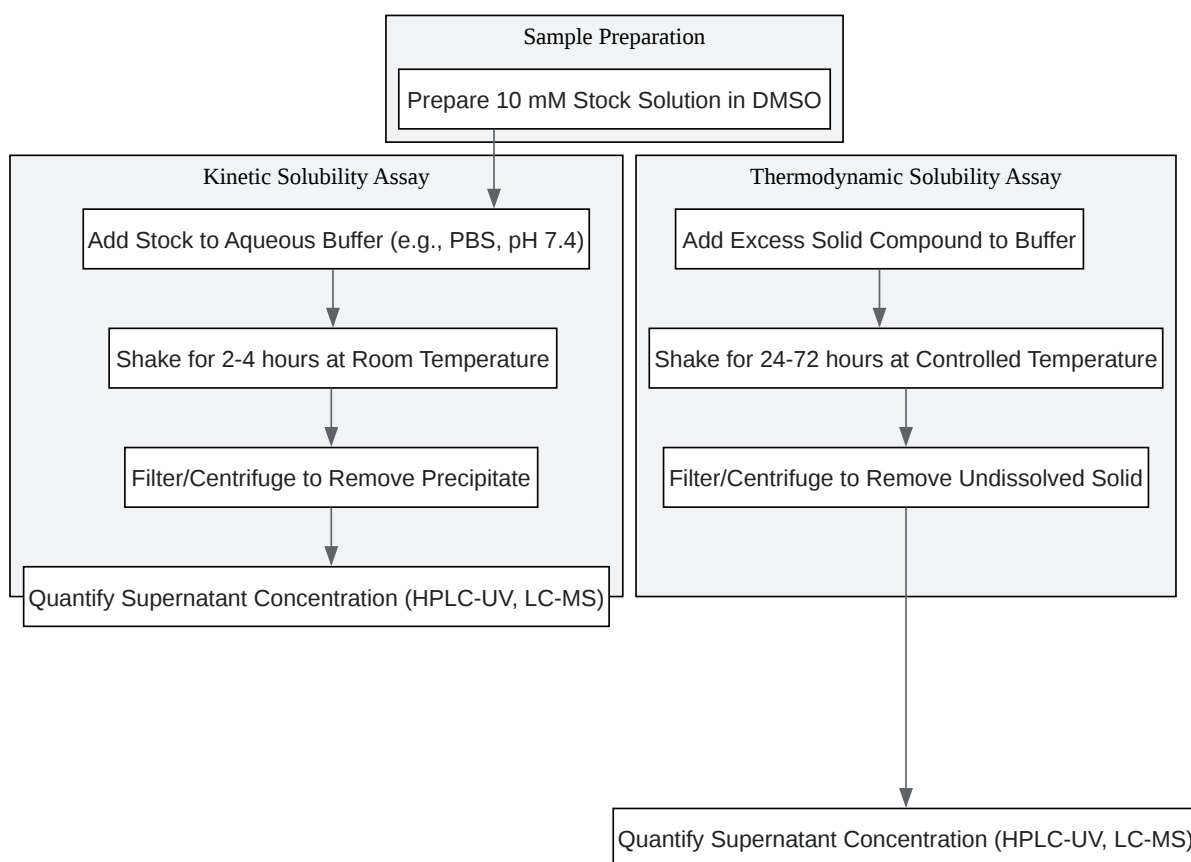 Sample Preparation
Prepare 10 mM Stock Solution in DMSO
Kinetic Solubility Assay
Add Stock to Aqueous Buffer (e.g., PBS, pH 7.4)
Shake for 2-4 hours at Room Temperature
Filter/Centrifuge to Remove Precipitate
Quantify Supernatant Concentration (HPLC-UV, LC-MS)
Thermodynamic Solubility Assay
Add Excess Solid Compound to Buffer
Shake for 24-72 hours at Controlled Temperature
Filter/Centrifuge to Remove Undissolved Solid
Quantify Supernatant Concentration (HPLC-UV, LC-MS)